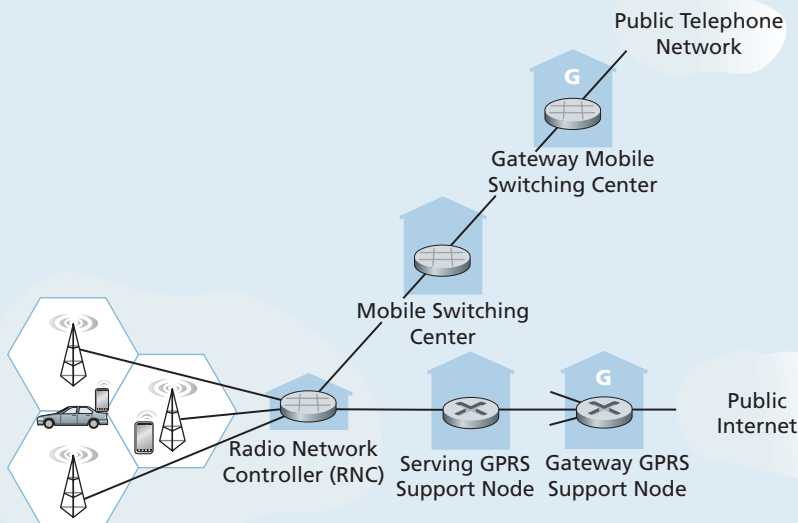 Public Telephone
Network
G
Gateway Mobile
Switching Center
Mobile Switching
Center
G
Public
Internet
Radio Network
Controller (RNC)
Serving GPRS
Support Node
Gateway GPRS
Support Node